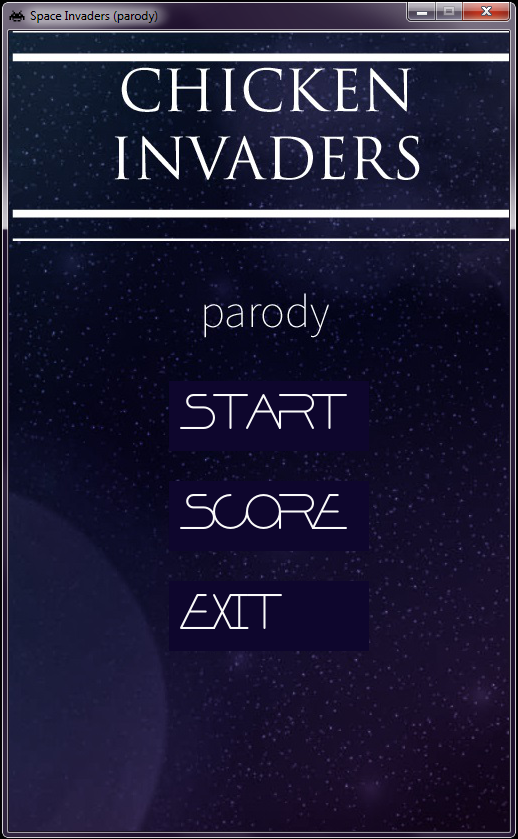 Space Invaders (parody)
CHICKEN
INVADERS
parody
START
SCORE
EXIT